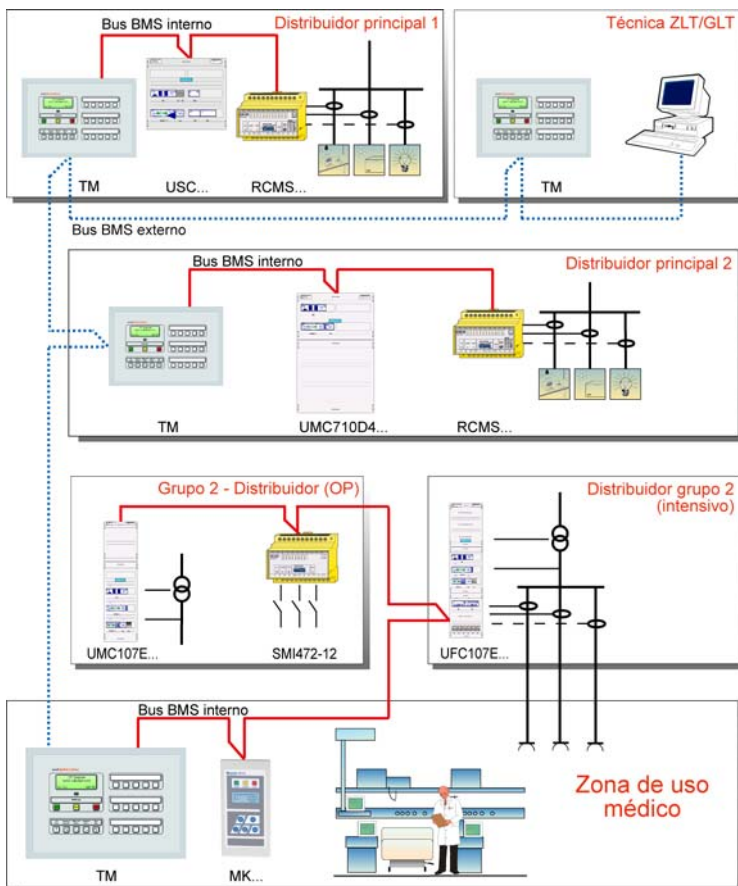 Bus BMS interno
Distribuidor principal 1
TM
USC...
RCMS...
Técnica ZLT/GLT
TM
Bus BMS externo
Bus BMS interno
Distribuidor principal 2
TM
UMC710D4...
RCMS...
Grupo 2 - Distribuidor (OP)
UMC107E...
SMI472-12
Distribuidor grupo 2
(intensivo)
UFC107E...
Bus BMS interno
TM
MK...
Zona de uso
médico